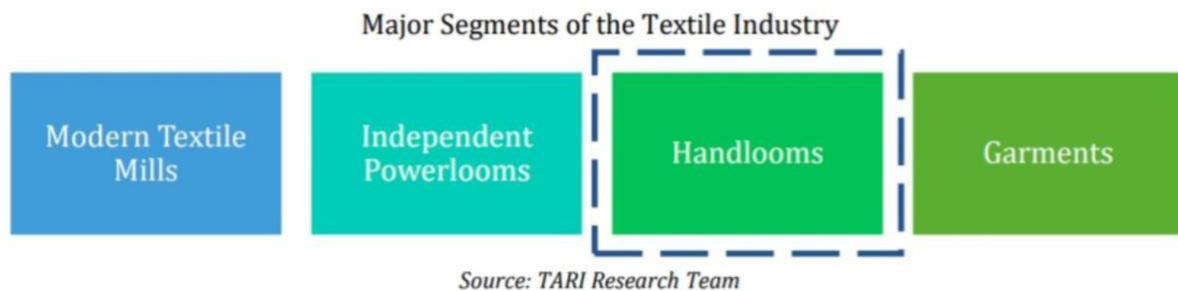 Major Segments of the Textile Industry
Modern Textile
Mills
Independent
Powerlooms
Handlooms
Garments
Source: TARI Research Team